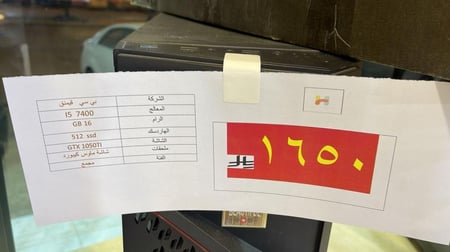 الشركة بي سي قيمنق
المعالج I5 7400
الرام GB 16
الهاردسك 512 ssd
الشاشة GTX 1050TI
ملحقات شاشة ماوس كيبورد
الفئة مجمع
١٦٥٠ ريال